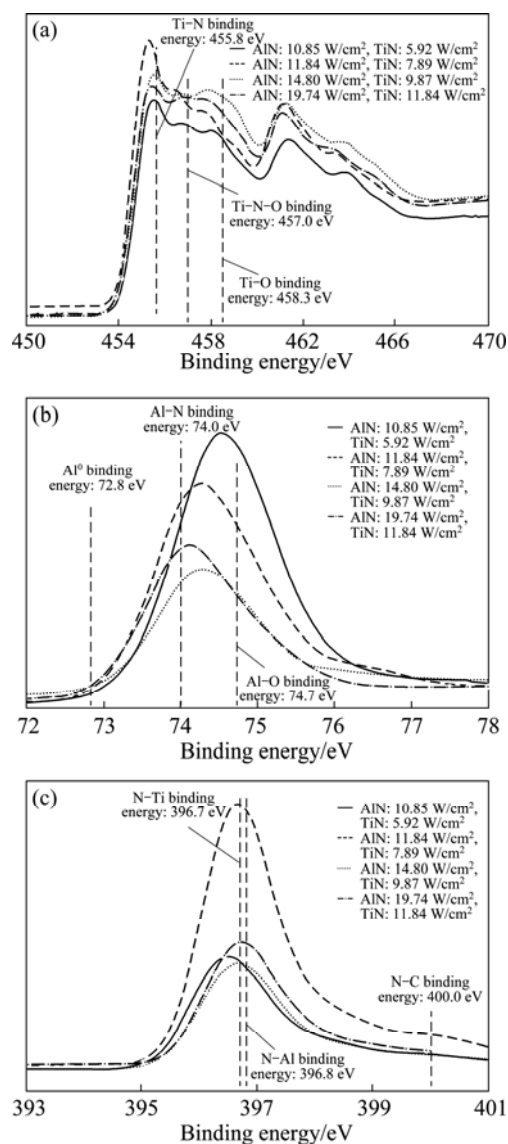 (a)
Ti−N binding
energy: 455.8 eV
AlN: 10.85 W/cm², TiN: 5.92 W/cm²
AlN: 11.84 W/cm², TiN: 7.89 W/cm²
AlN: 14.80 W/cm², TiN: 9.87 W/cm²
AlN: 19.74 W/cm², TiN: 11.84 W/cm²
Ti−N−O binding
energy: 457.0 eV
Ti−O binding
energy: 458.3 eV
450 454 458 462 466 470
Binding energy/eV
(b)
Al−N binding
energy: 74.0 eV
Al⁰ binding
energy: 72.8 eV
AlN: 10.85 W/cm²,
TiN: 5.92 W/cm²
AlN: 11.84 W/cm²,
TiN: 7.89 W/cm²
AlN: 14.80 W/cm²,
TiN: 9.87 W/cm²
AlN: 19.74 W/cm²,
TiN: 11.84 W/cm²
Al−O binding
energy: 74.7 eV
72 73 74 75 76 77 78
Binding energy/eV
(c)
N−Ti binding
energy: 396.7 eV
AlN: 10.85 W/cm²,
TiN: 5.92 W/cm²
AlN: 11.84 W/cm²,
TiN: 7.89 W/cm²
AlN: 14.80 W/cm²,
TiN: 9.87 W/cm²
AlN: 19.74 W/cm²,
TiN: 11.84 W/cm²
N−C binding
energy: 400.0 eV
N−Al binding
energy: 396.8 eV
393 395 397 399 401
Binding energy/eV